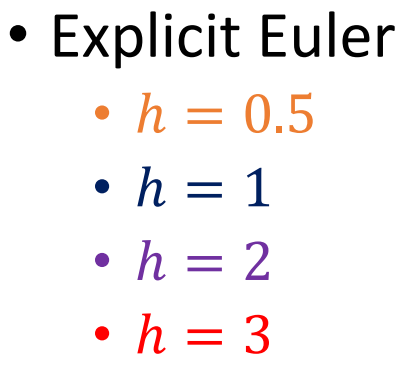 • Explicit Euler
• h = 0.5
• h = 1
• h = 2
• h = 3